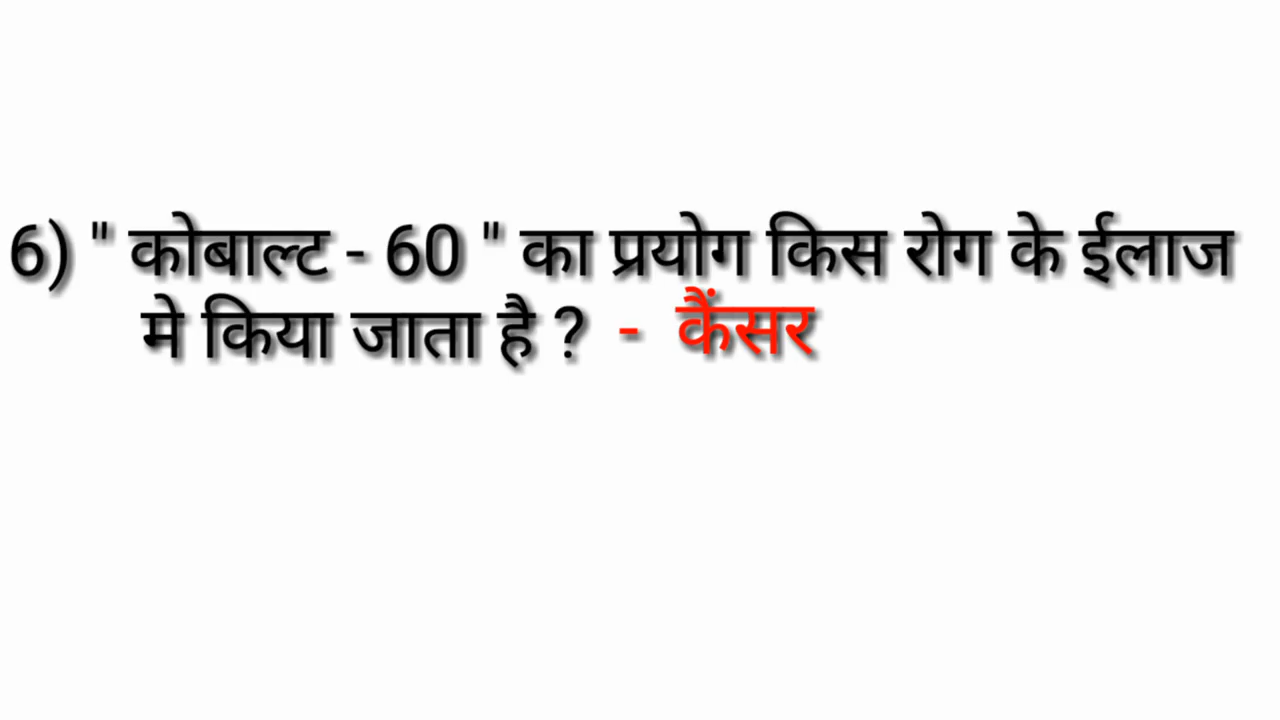 6) " कोबाल्ट - 60 " का प्रयोग किस रोग के ईलाज
मे किया जाता है ? - कैंसर